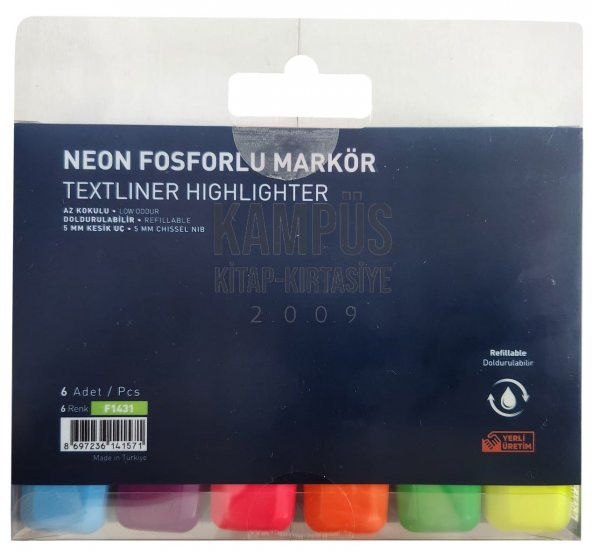 NEON FOSFORLU MARKÖR
TEXTLINER HIGHLIGHTER
AZ KOKULU • LOW ODOUR
DOLDURULABİLİR • REFILLABLE
5 MM KESİK UÇ • 5 MM CHISSEL NIB
KAMPÜS
KİTAP-KIRTASİYE
2009
Refillable
Doldurulabilir
6 Adet / Pcs
6 Renk F1431
8 697236 141571
Made in Türkiye
YERLİ
ÜRETİM